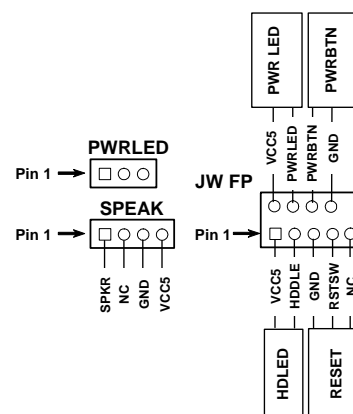 PWR LED
PWRBTN
VCC5
PWRLED
PWRBTN
GND
PWRLED
Pin 1
JW FP
SPEAK
Pin 1
Pin 1
SPKR
NC
GND
VCC5
VCC5
HDDLE
GND
RSTSW
NC
HDLED
RESET